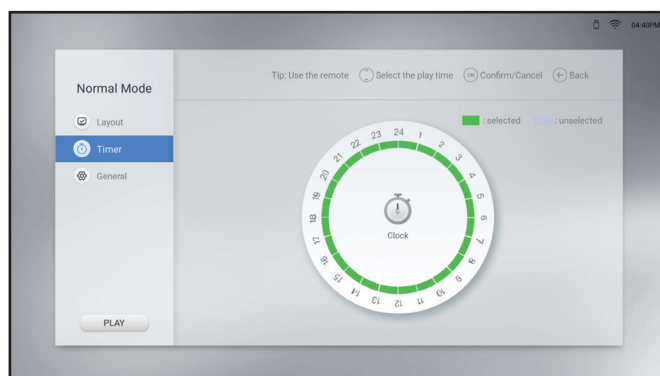 04:40PM
Normal Mode
Tip: Use the remote Select the play time OK Confirm/Cancel Back
Layout
Timer
General
PLAY
: selected : unselected
24
1
2
3
4
5
6
7
8
9
10
11
12
13
14
15
16
17
18
19
20
21
22
23
Clock